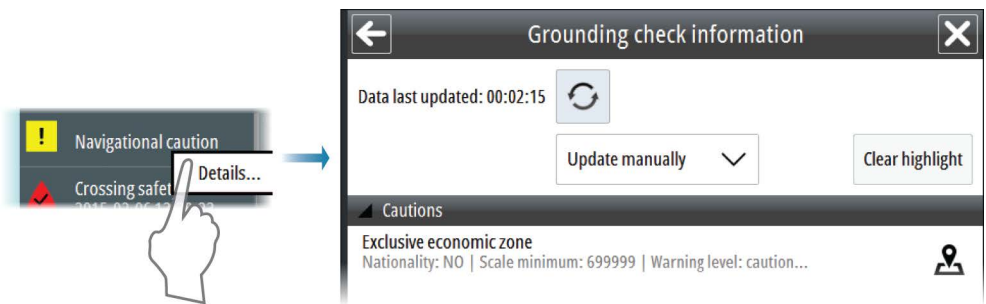 !
Navigational caution
Details...
Crossing safet
Grounding check information
Data last updated: 00:02:15
Update manually
Clear highlight
Cautions
Exclusive economic zone
Nationality: NO | Scale minimum: 699999 | Warning level: caution...